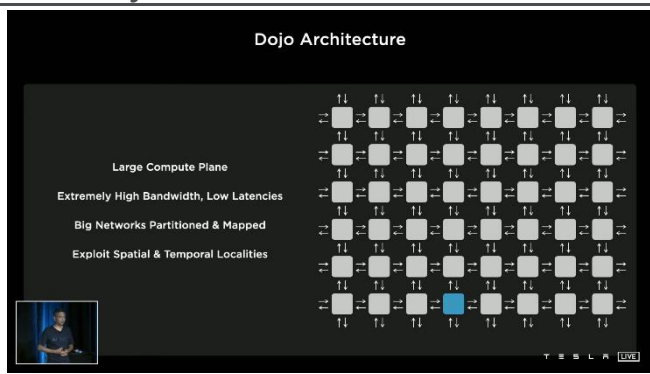 Dojo Architecture
Large Compute Plane
Extremely High Bandwidth, Low Latencies
Big Networks Partitioned & Mapped
Exploit Spatial & Temporal Localities
T E S L A LIVE